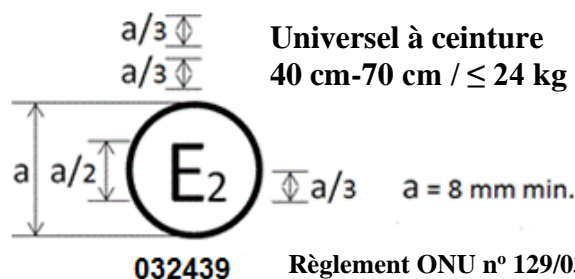 a/3
Universel à ceinture
a/3
40 cm-70 cm / ≤ 24 kg
a
a/2
E2
a/3
a = 8 mm min.
032439
Règlement ONU nº 129/0